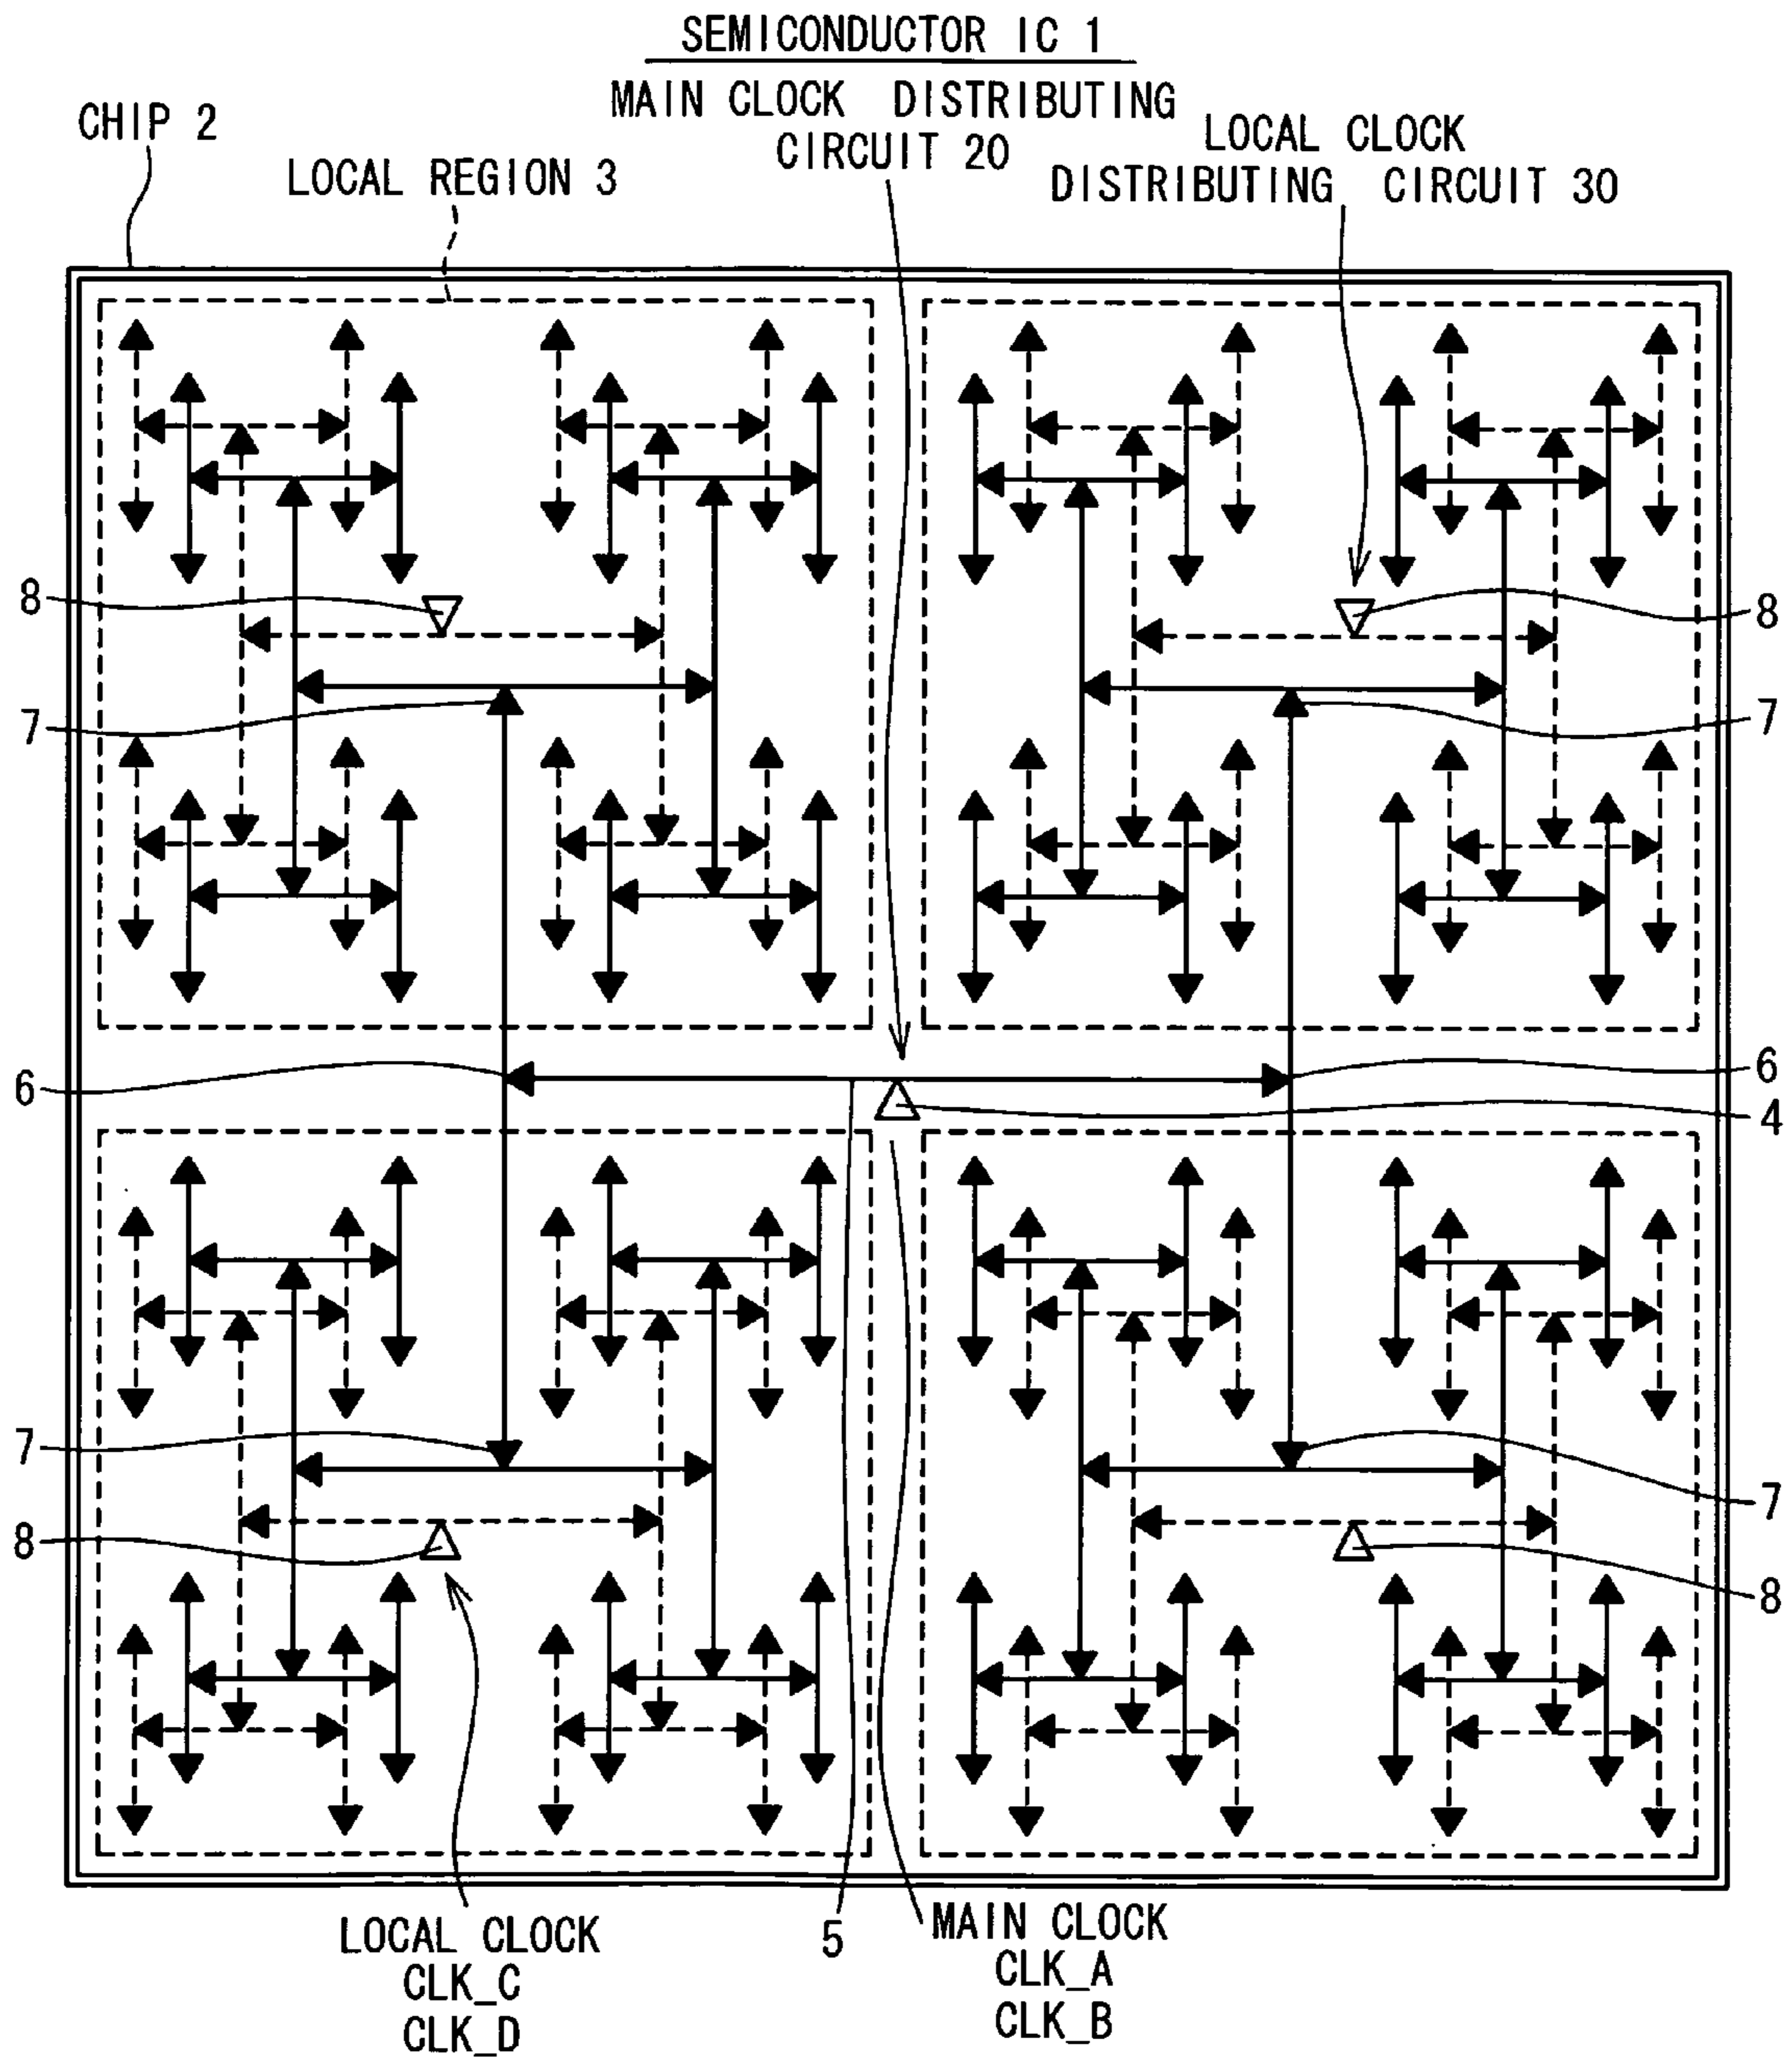 SEMICONDUCTOR IC 1
MAIN CLOCK DISTRIBUTING
CIRCUIT 20
CHIP 2
LOCAL REGION 3
LOCAL CLOCK
DISTRIBUTING CIRCUIT 30
8
8
7
7
6
6
4
7
7
8
8
5
LOCAL CLOCK
CLK_C
CLK_D
MAIN CLOCK
CLK_A
CLK_B